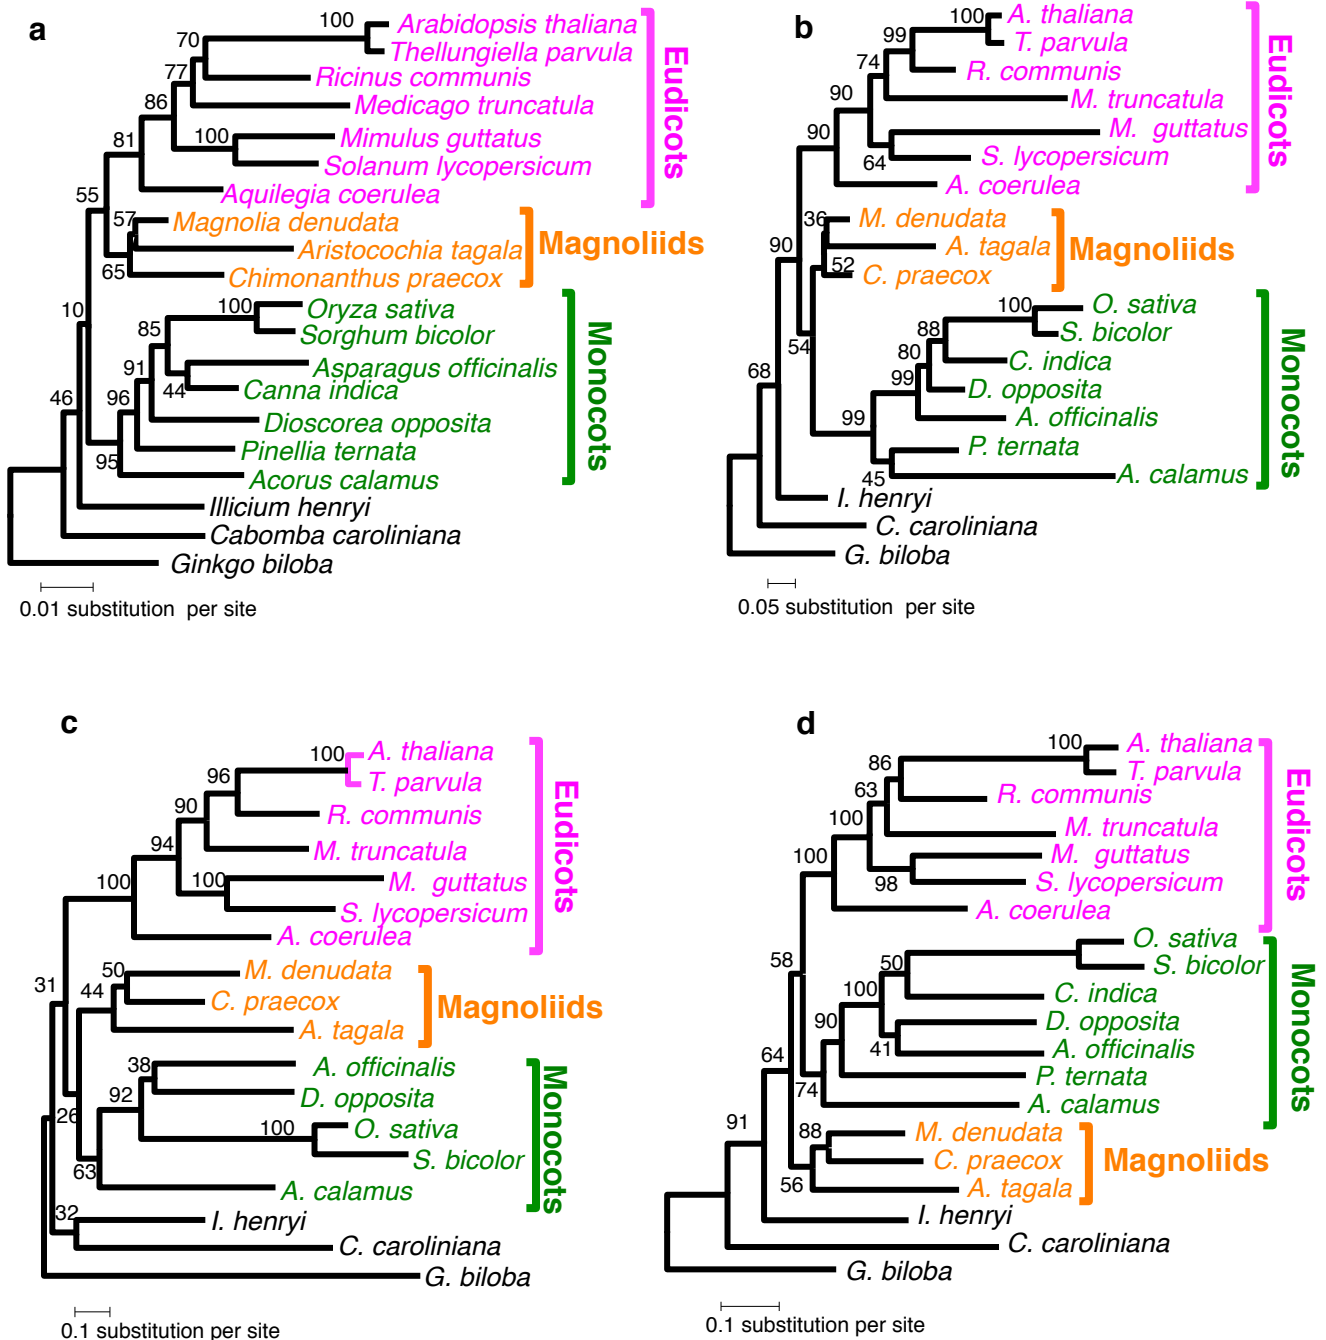 a
100
Arabidopsis thaliana
Thellungiella parvula
70
Ricinus communis
77
Medicago truncatula
86
100
Mimulus guttatus
Solanum lycopersicum
81
Aquilegia coerulea
Eudicots
55
57
Magnolia denudata
Aristocochia tagala
65
Chimonanthus praecox
Magnoliids
10
100
Oryza sativa
Sorghum bicolor
85
Asparagus officinalis
44
Canna indica
91
Dioscorea opposita
96
Pinellia ternata
95
Acorus calamus
Monocots
46
Illicium henryi
Cabomba caroliniana
Ginkgo biloba
0.01 substitution per site
b
100
A. thaliana
T. parvula
99
R. communis
74
M. truncatula
90
M. guttatus
64
S. lycopersicum
90
A. coerulea
Eudicots
36
M. denudata
A. tagala
52
C. praecox
Magnoliids
90
54
100
O. sativa
S. bicolor
88
C. indica
80
D. opposita
99
A. officinalis
99
P. ternata
45
A. calamus
Monocots
68
I. henryi
C. caroliniana
G. biloba
0.05 substitution per site
c
100
A. thaliana
T. parvula
96
R. communis
90
M. truncatula
94
100
M. guttatus
S. lycopersicum
100
A. coerulea
Eudicots
31
50
M. denudata
44
C. praecox
A. tagala
Magnoliids
38
A. officinalis
D. opposita
92
100
O. sativa
S. bicolor
26
63
A. calamus
Monocots
32
I. henryi
C. caroliniana
G. biloba
0.1 substitution per site
d
100
A. thaliana
T. parvula
86
R. communis
63
M. truncatula
100
M. guttatus
98
S. lycopersicum
100
A. coerulea
Eudicots
58
O. sativa
50
S. bicolor
100
C. indica
D. opposita
90
41
A. officinalis
P. ternata
74
A. calamus
Monocots
64
88
M. denudata
C. praecox
56
A. tagala
Magnoliids
91
I. henryi
C. caroliniana
G. biloba
0.1 substitution per site